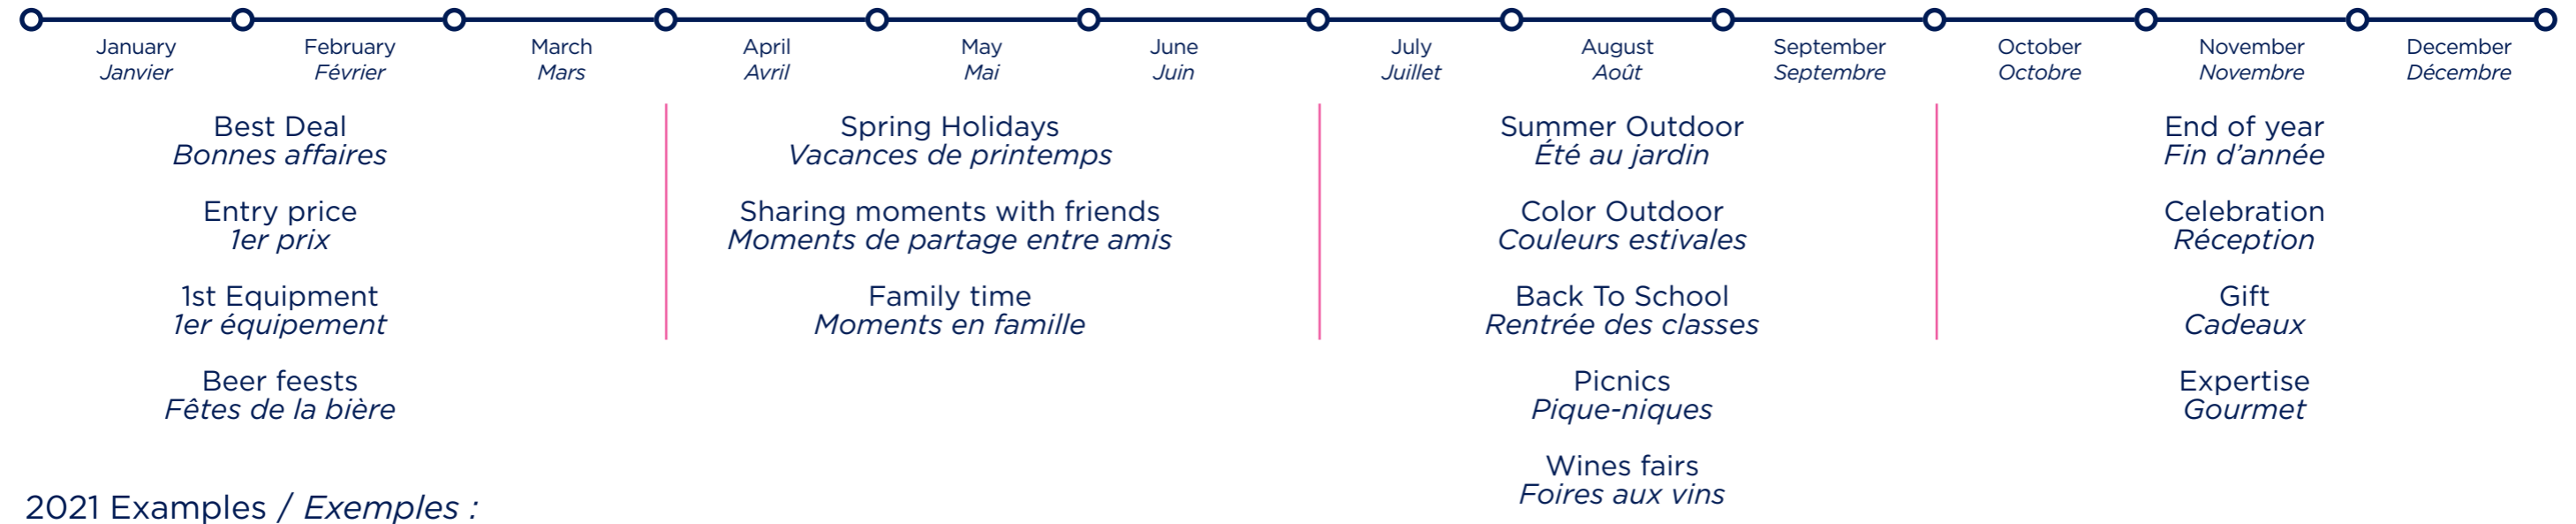 January
Janvier
February
Février
March
Mars
April
Avril
May
Mai
June
Juin
July
Juillet
August
Août
September
Septembre
October
Octobre
November
Novembre
December
Décembre
Best Deal
Bonnes affaires
Entry price
1er prix
1st Equipment
1er équipement
Beer feests
Fêtes de la bière
Spring Holidays
Vacances de printemps
Sharing moments with friends
Moments de partage entre amis
Family time
Moments en famille
Summer Outdoor
Été au jardin
Color Outdoor
Couleurs estivales
Back To School
Rentrée des classes
Picnics
Pique-niques
Wines fairs
Foires aux vins
End of year
Fin d’année
Celebration
Réception
Gift
Cadeaux
Expertise
Gourmet
2021 Examples / Exemples :